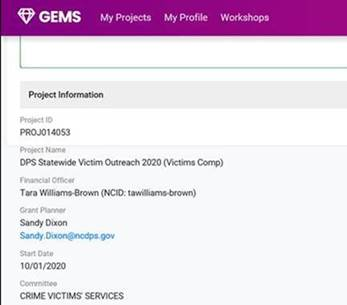 GEMS My Projects My Profile Workshops
Project Information
Project ID
PROJ014053
Project Name
DPS Statewide Victim Outreach 2020 (Victims Comp)
Financial Officer
Tara Williams-Brown (NCID: tawilliams-brown)
Grant Planner
Sandy Dixon
Sandy.Dixon@ncdps.gov
Start Date
10/01/2020
Committee
CRIME VICTIMS' SERVICES